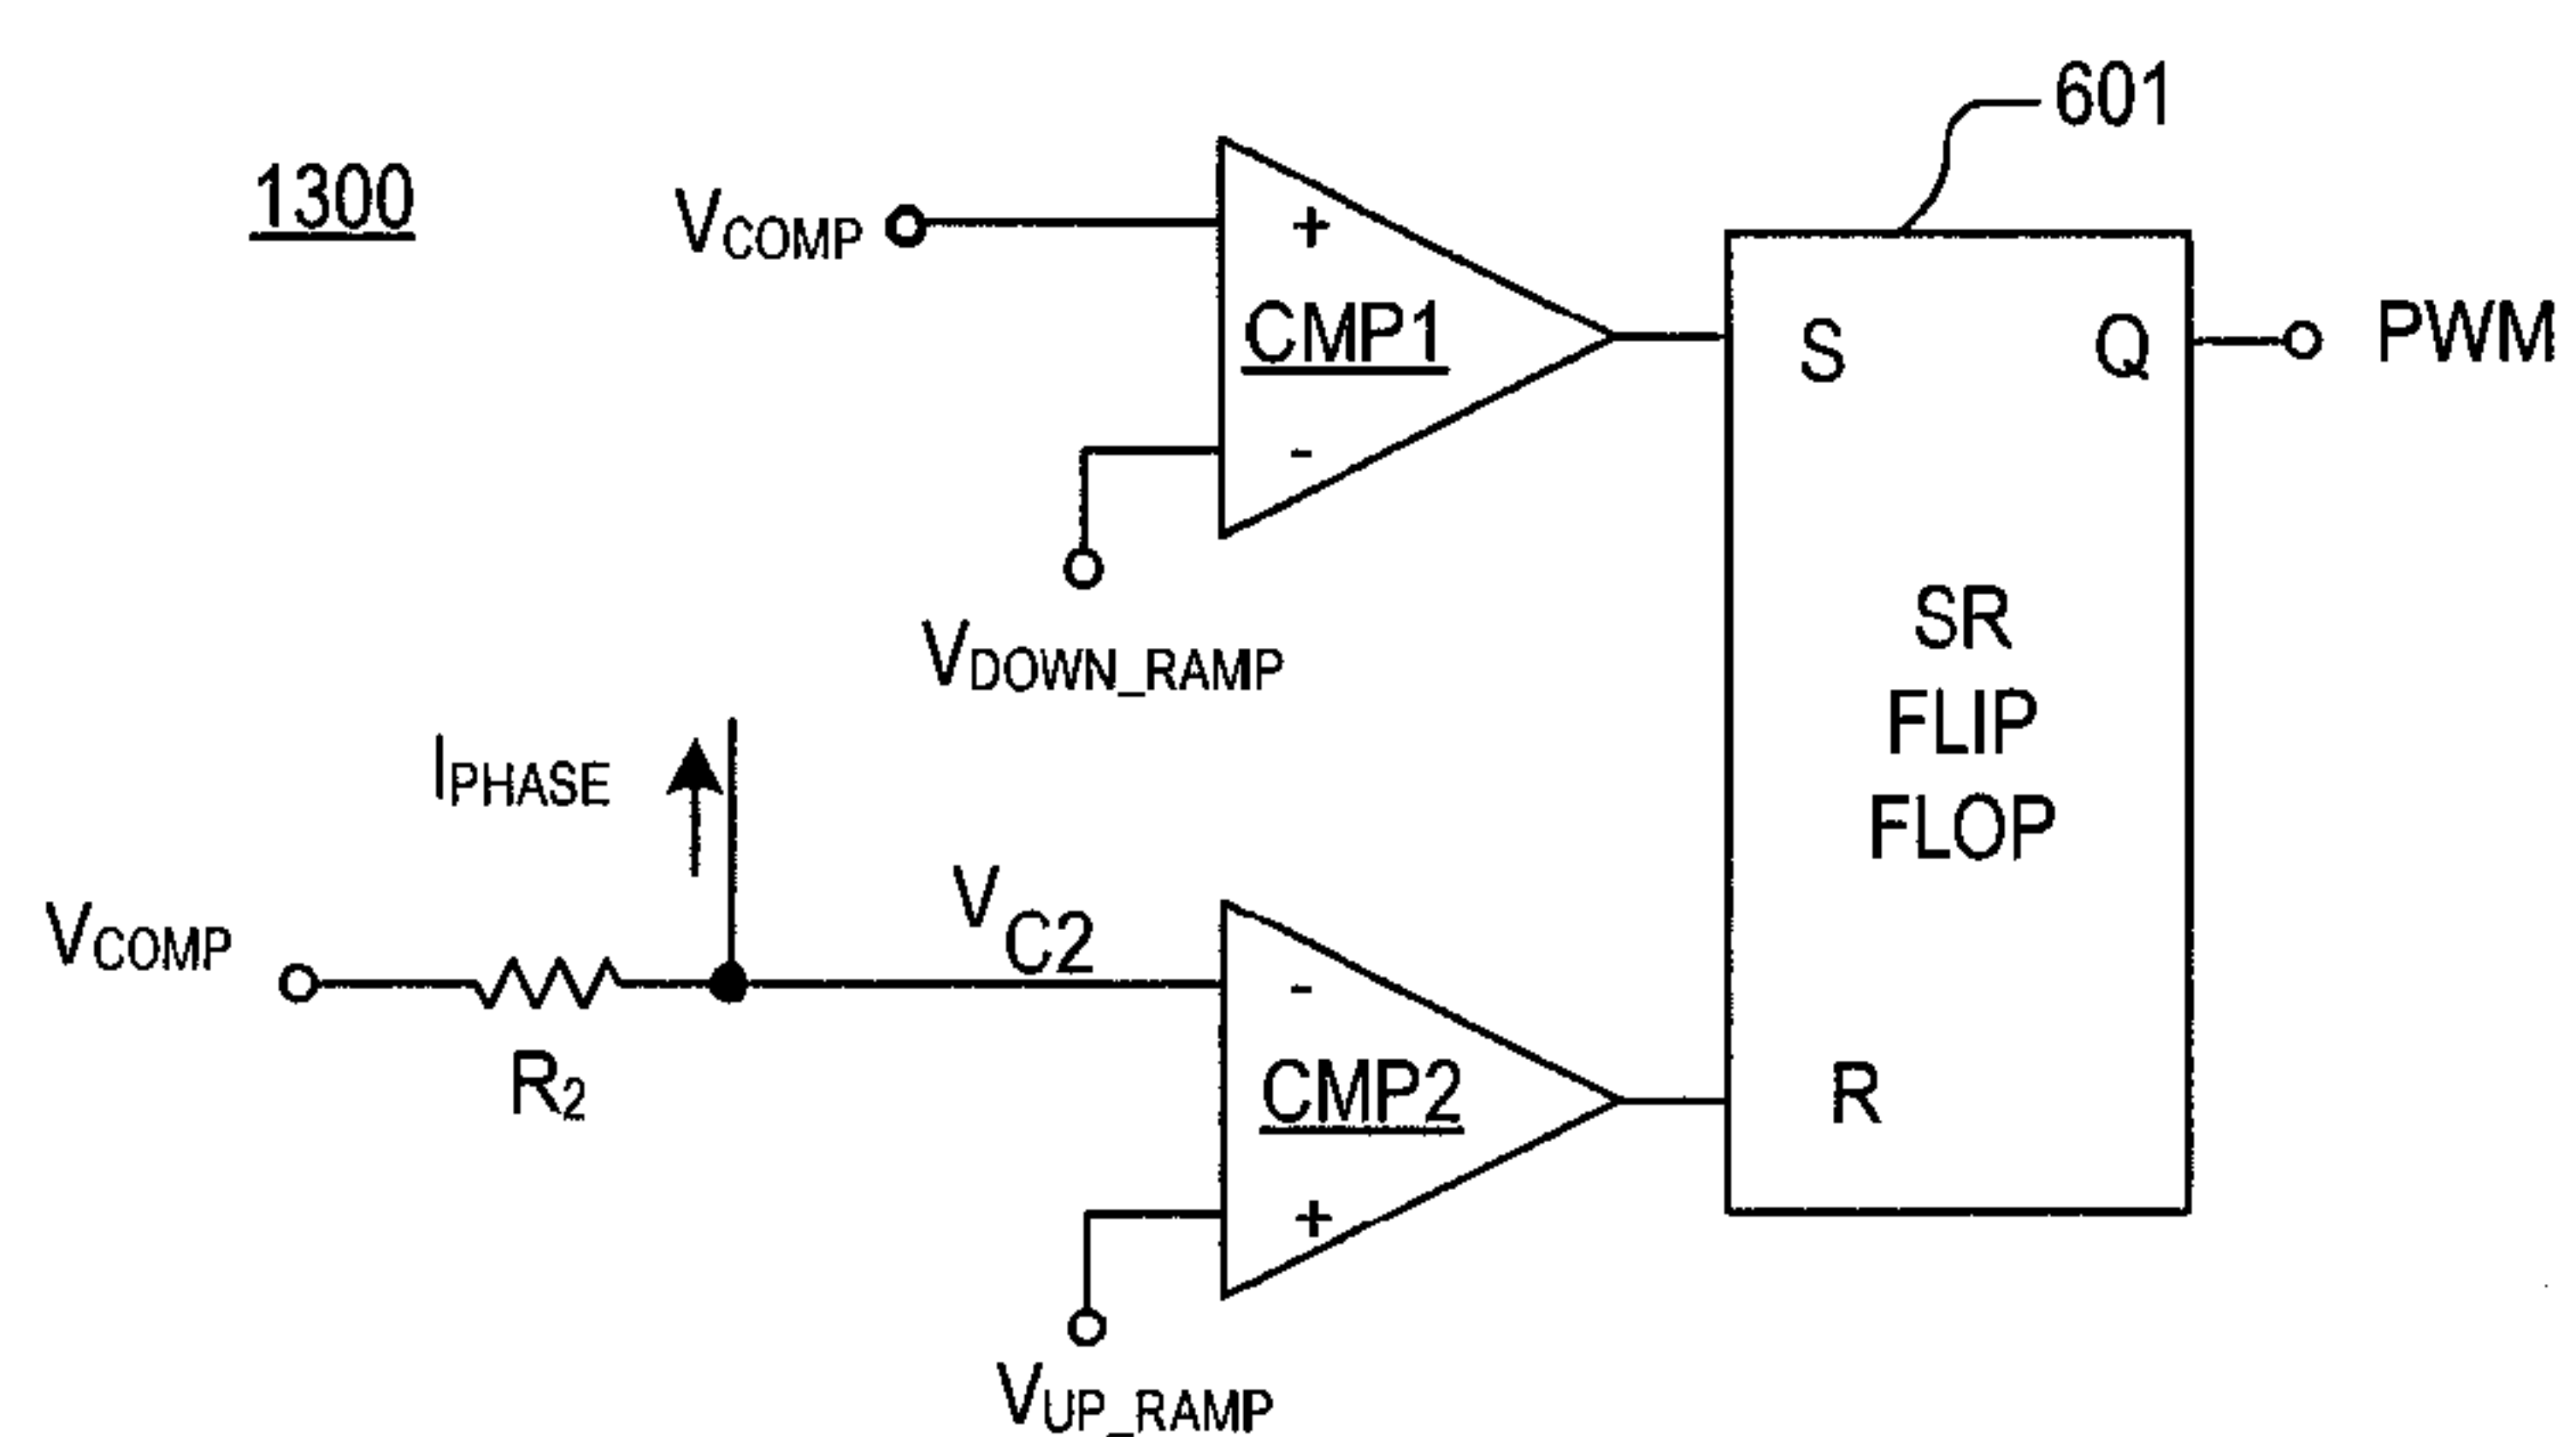 601
1300
VCOMP
+
CMP1
-
S
Q
PWM
VDOWN_RAMP
SR
FLIP
FLOP
IPHASE
VCOMP
VC2
-
R2
CMP2
R
+
VUP_RAMP